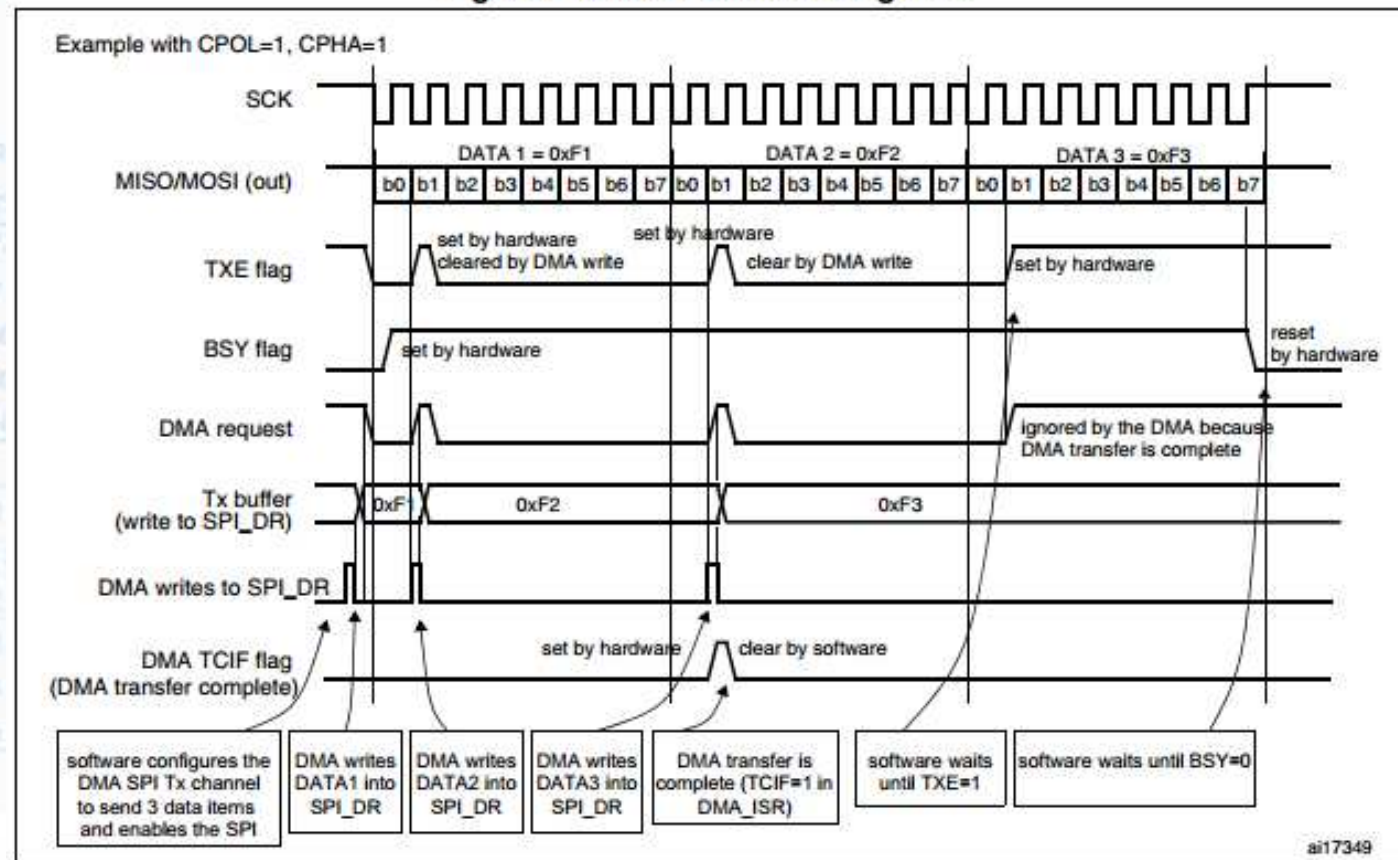 Example with CPOL=1, CPHA=1
SCK
DATA 1 = 0xF1
DATA 2 = 0xF2
DATA 3 = 0xF3
MISO/MOSI (out)
b0 b1 b2 b3 b4 b5 b6 b7 b0 b1 b2 b3 b4 b5 b6 b7 b0 b1 b2 b3 b4 b5 b6 b7
TXE flag
set by hardware
cleared by DMA write
set by hardware
clear by DMA write
set by hardware
BSY flag
set by hardware
reset
by hardware
DMA request
ignored by the DMA because
DMA transfer is complete
Tx buffer
(write to SPI_DR)
0xF1
0xF2
0xF3
DMA writes to SPI_DR
DMA TCIF flag
(DMA transfer complete)
set by hardware
clear by software
software configures the
DMA SPI Tx channel
to send 3 data items
and enables the SPI
DMA writes
DATA1 into
SPI_DR
DMA writes
DATA2 into
SPI_DR
DMA writes
DATA3 into
SPI_DR
DMA transfer is
complete (TCIF=1 in
DMA_ISR)
software waits
until TXE=1
software waits until BSY=0
ai17349